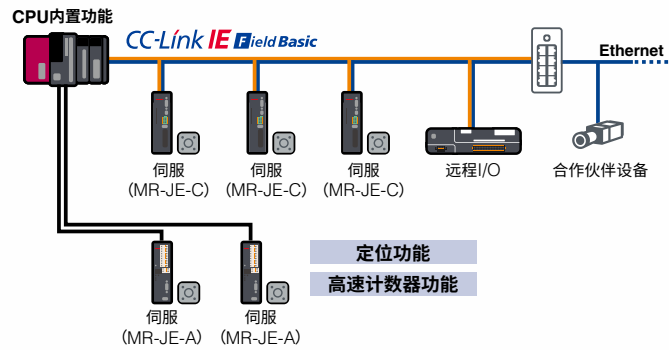 CPU内置功能
CC-Link IE Field Basic
Ethernet
伺服
(MR-JE-C)
伺服
(MR-JE-C)
伺服
(MR-JE-C)
远程I/O
合作伙伴设备
定位功能
高速计数器功能
伺服
(MR-JE-A)
伺服
(MR-JE-A)